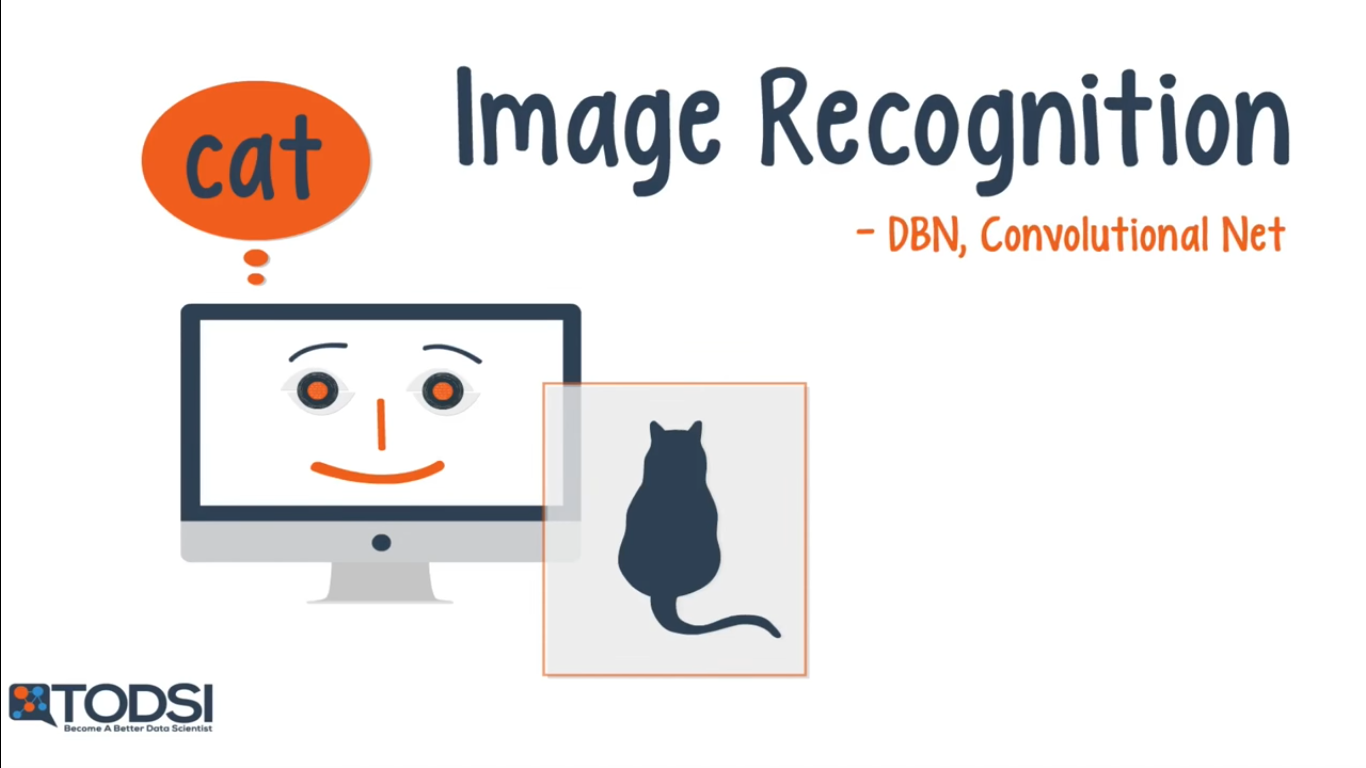 cat
Image Recognition
- DBN, Convolutional Net
TODSI
Become A Better Data Scientist